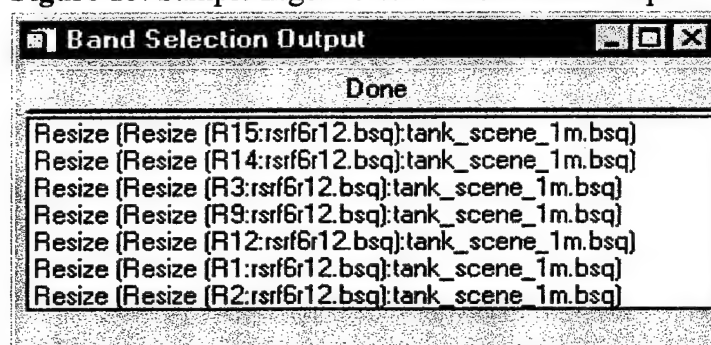 Band Selection Output
Done
Resize (Resize (R15:rsrf6r12.bsq):tank_scene_1m.bsq)
Resize (Resize (R14:rsrf6r12.bsq):tank_scene_1m.bsq)
Resize (Resize (R3:rsrf6r12.bsq):tank_scene_1m.bsq)
Resize (Resize (R9:rsrf6r12.bsq):tank_scene_1m.bsq)
Resize (Resize (R12:rsrf6r12.bsq):tank_scene_1m.bsq)
Resize (Resize (R1:rsrf6r12.bsq):tank_scene_1m.bsq)
Resize (Resize (R2:rsrf6r12.bsq):tank_scene_1m.bsq)